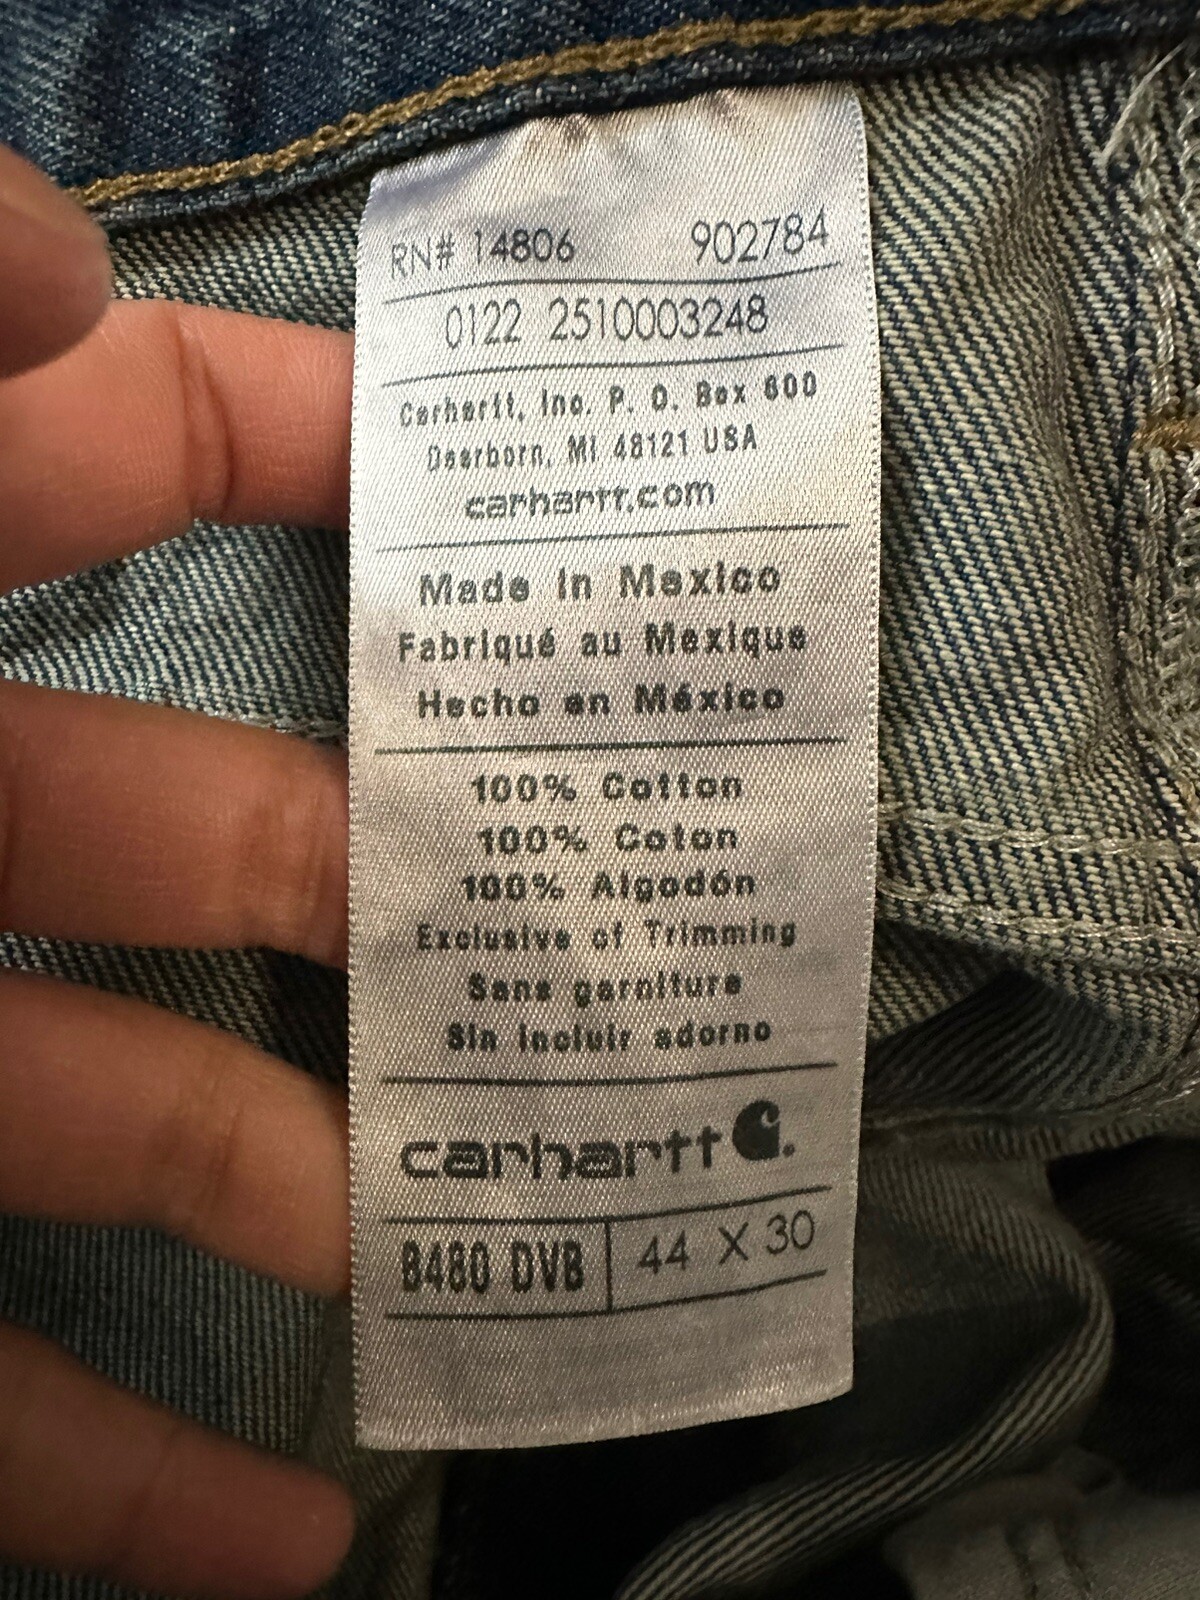 RN# 14806 902784
0122 2510003248
Carhartt, Inc. P. O. Box 600
Dearborn, MI 48121 USA
carhartt.com
Made in Mexico
Fabriqué au Mexique
Hecho en México
100% Cotton
100% Coton
100% Algodón
Exclusive of Trimming
Sans garniture
Sin incluir adorno
carhartt
B480 DVB 44 X 30